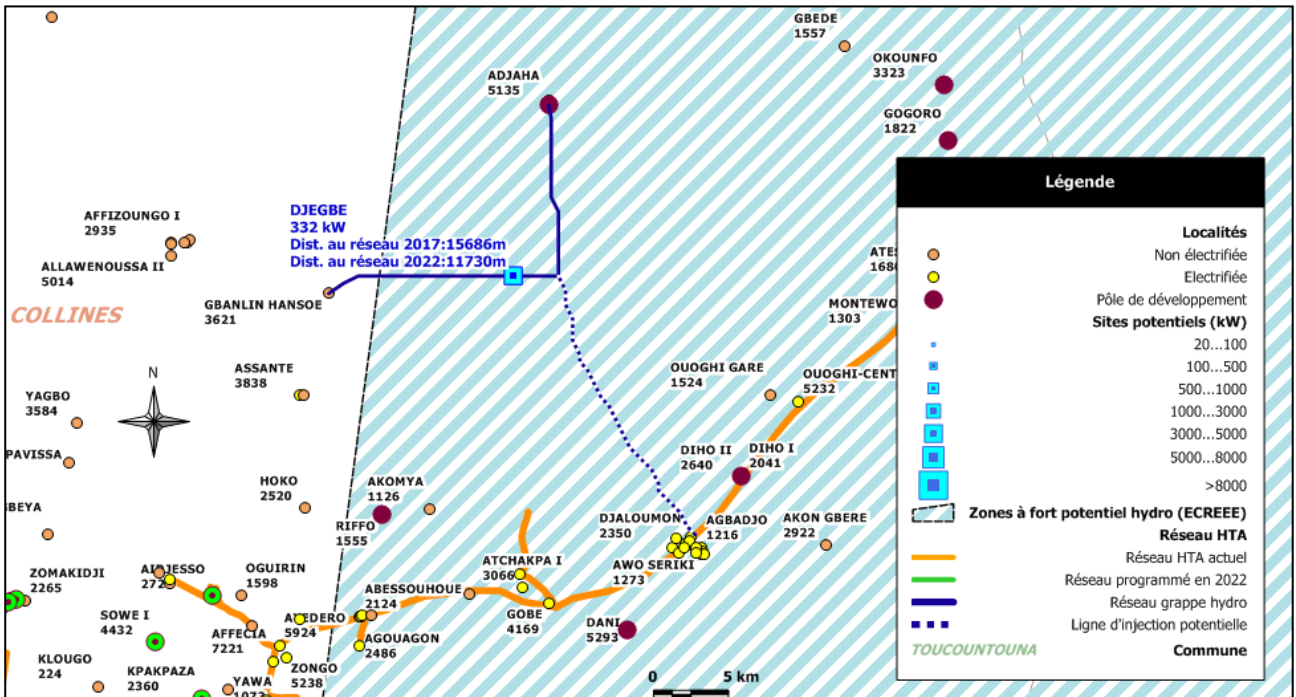 GBEDE
1557
OKOUNFO
3323
ADJAHA
5135
GOGORO
1822
DJEGBE
332 kW
Dist. au réseau 2017:15686m
Dist. au réseau 2022:11730m
AFFIZOUNGO I
2935
ALLAWENOUSSA II
5014
GBANLIN HANSOE
3621
COLLINES
MONTEWO
1303
ASSANTE
3838
OUOGHI GARE
1524
OUOGHI-CENT
5232
N
YAGBO
3584
PAVISSA
DIHO II
2640
DIHO I
2041
HOKO
2520
AKOMYA
1126
RIFFO
1555
DJALOUMON
2350
AGBADJO
1216
AKON GBERE
2922
AWO SERIKI
1273
ATCHAKPA I
3066
ZOMAKIDJI
2265
OGUIRIN
1598
ABESSOUHOUE
2124
SOWE I
4432
AFFECIA
7221
5924
AGOUAGON
2486
GOBE
4169
DANI
5293
KLOUGO
224
KPAKPAZA
2360
YAWA
ZONGO
5238
0 5 km
Légende
Localités
Non électrifiée
Electrifiée
Pôle de développement
Sites potentiels (kW)
20...100
100...500
500...1000
1000...3000
3000...5000
5000...8000
>8000
Zones à fort potentiel hydro (ECREEE)
Réseau HTA
Réseau HTA actuel
Réseau programmé en 2022
Réseau grappe hydro
Ligne d'injection potentielle
TOUCOUNTOUNA Commune